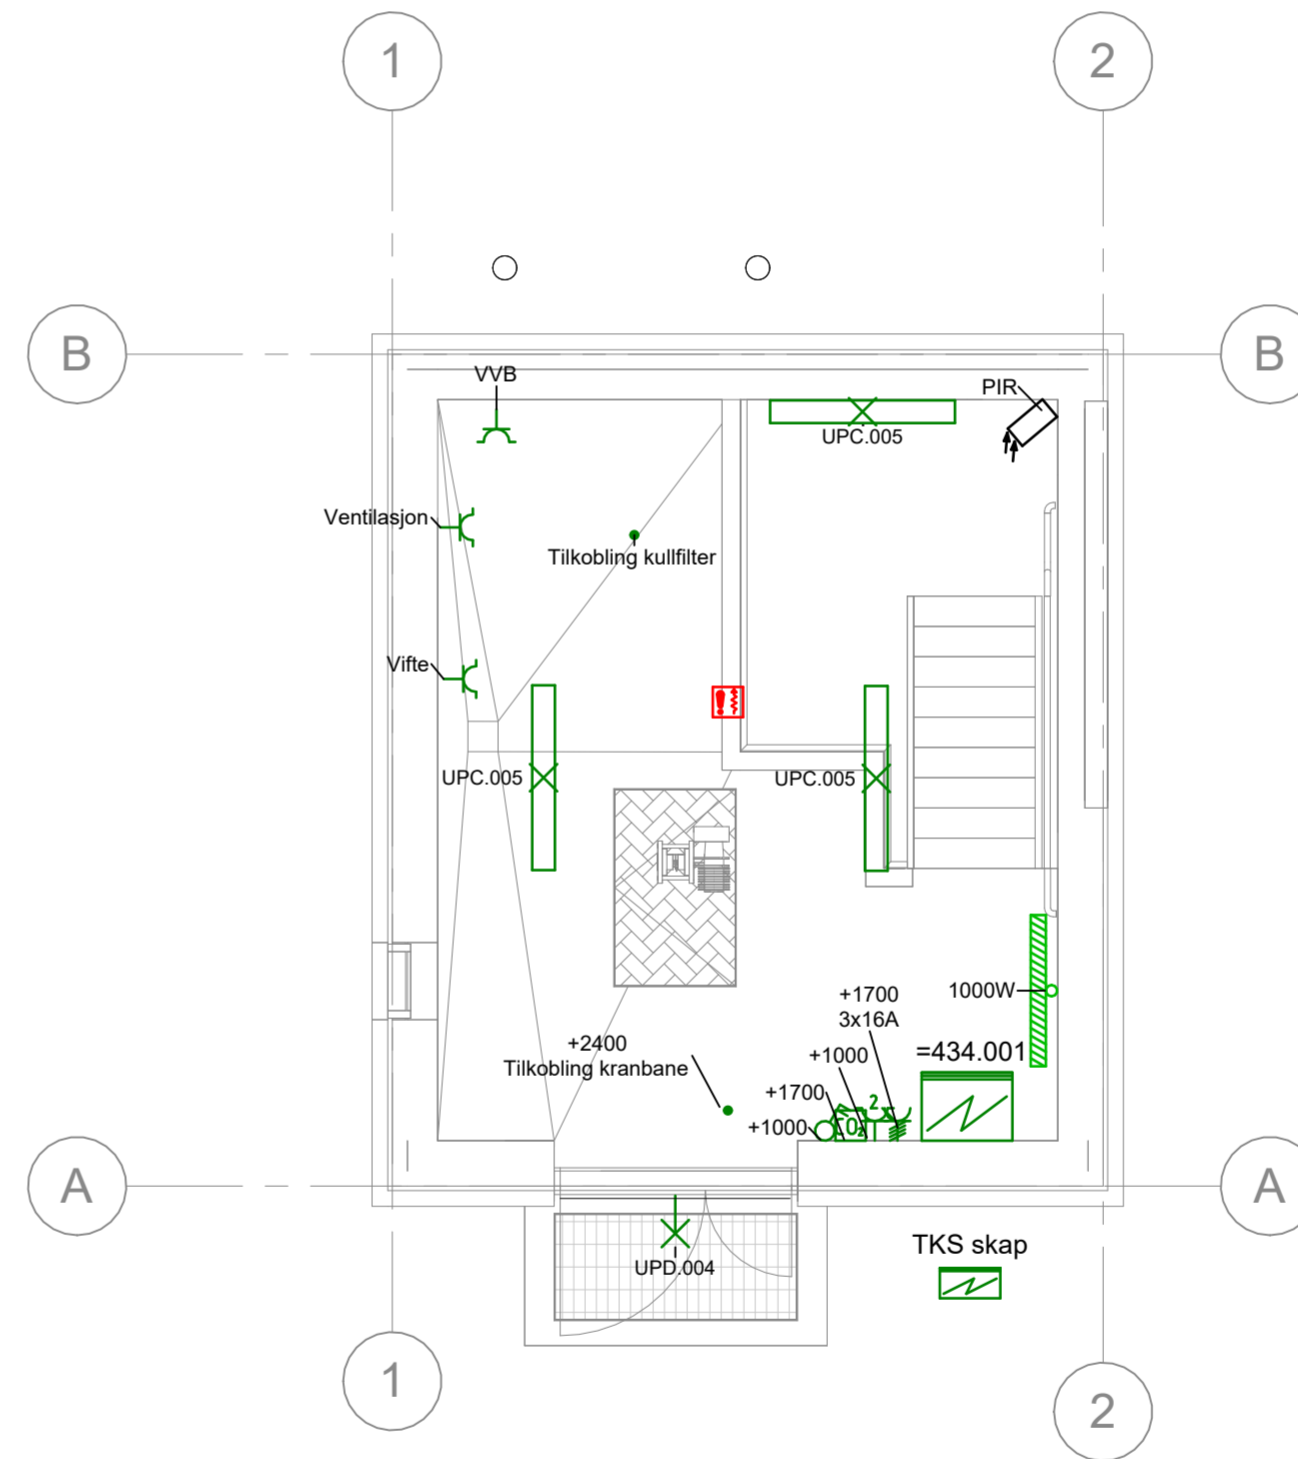 1
2
B
B
VVB
PIR
UPC.005
Ventilasjon
Tilkobling kullfilter
Vifte
UPC.005
UPC.005
1000W
+1700
3x16A
+2400
Tilkobling kranbane
+1000
=434.001
+1700
2
CO₂
+1000
A
A
TKS skap
UPD.004
1
2